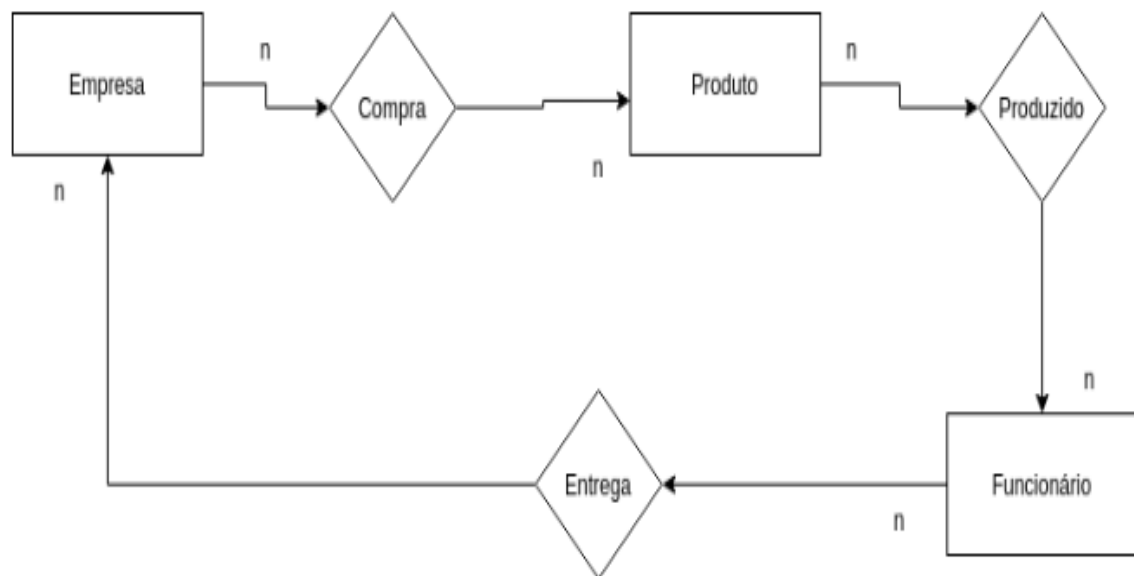 n
n
Empresa
Produto
Compra
Produzido
n
n
n
Entrega
Funcionário
n